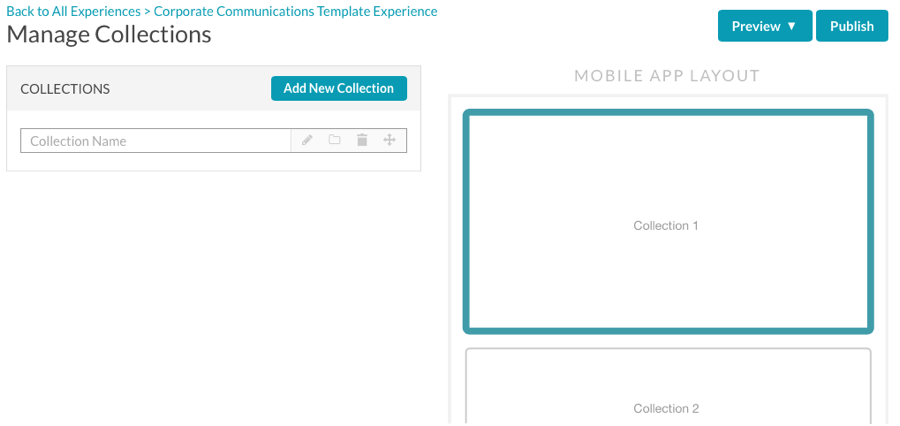 Back to All Experiences > Corporate Communications Template Experience
Manage Collections
Preview ▼
Publish
COLLECTIONS
Add New Collection
Collection Name
MOBILE APP LAYOUT
Collection 1
Collection 2